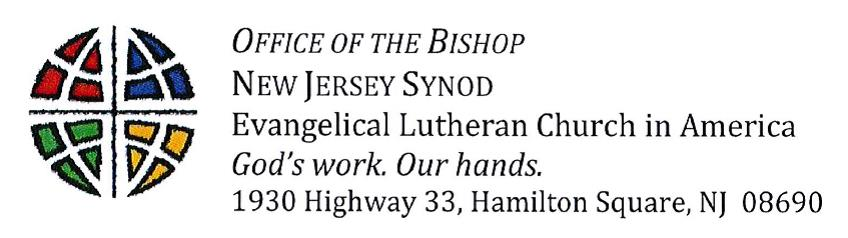 OFFICE OF THE BISHOP
NEW JERSEY SYNOD
Evangelical Lutheran Church in America
God's work. Our hands.
1930 Highway 33, Hamilton Square, NJ  08690